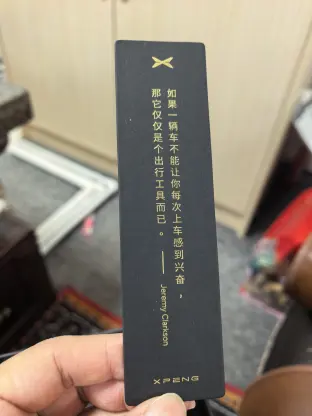 如果一辆车不能让你每次上车感到兴奋，
那它仅仅是个出行工具而已。
—— Jeremy Clarkson
XPENG